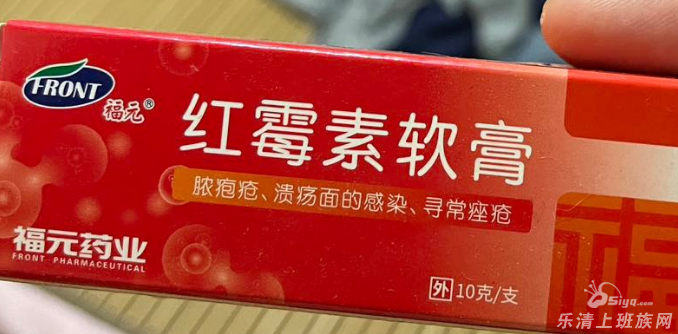 FRONT
福元®
红霉素软膏
脓疱疮、溃疡面的感染、寻常痤疮
福元药业
FRONT PHARMACEUTICAL
外 10克/支
Siyq.com
乐清上班族网